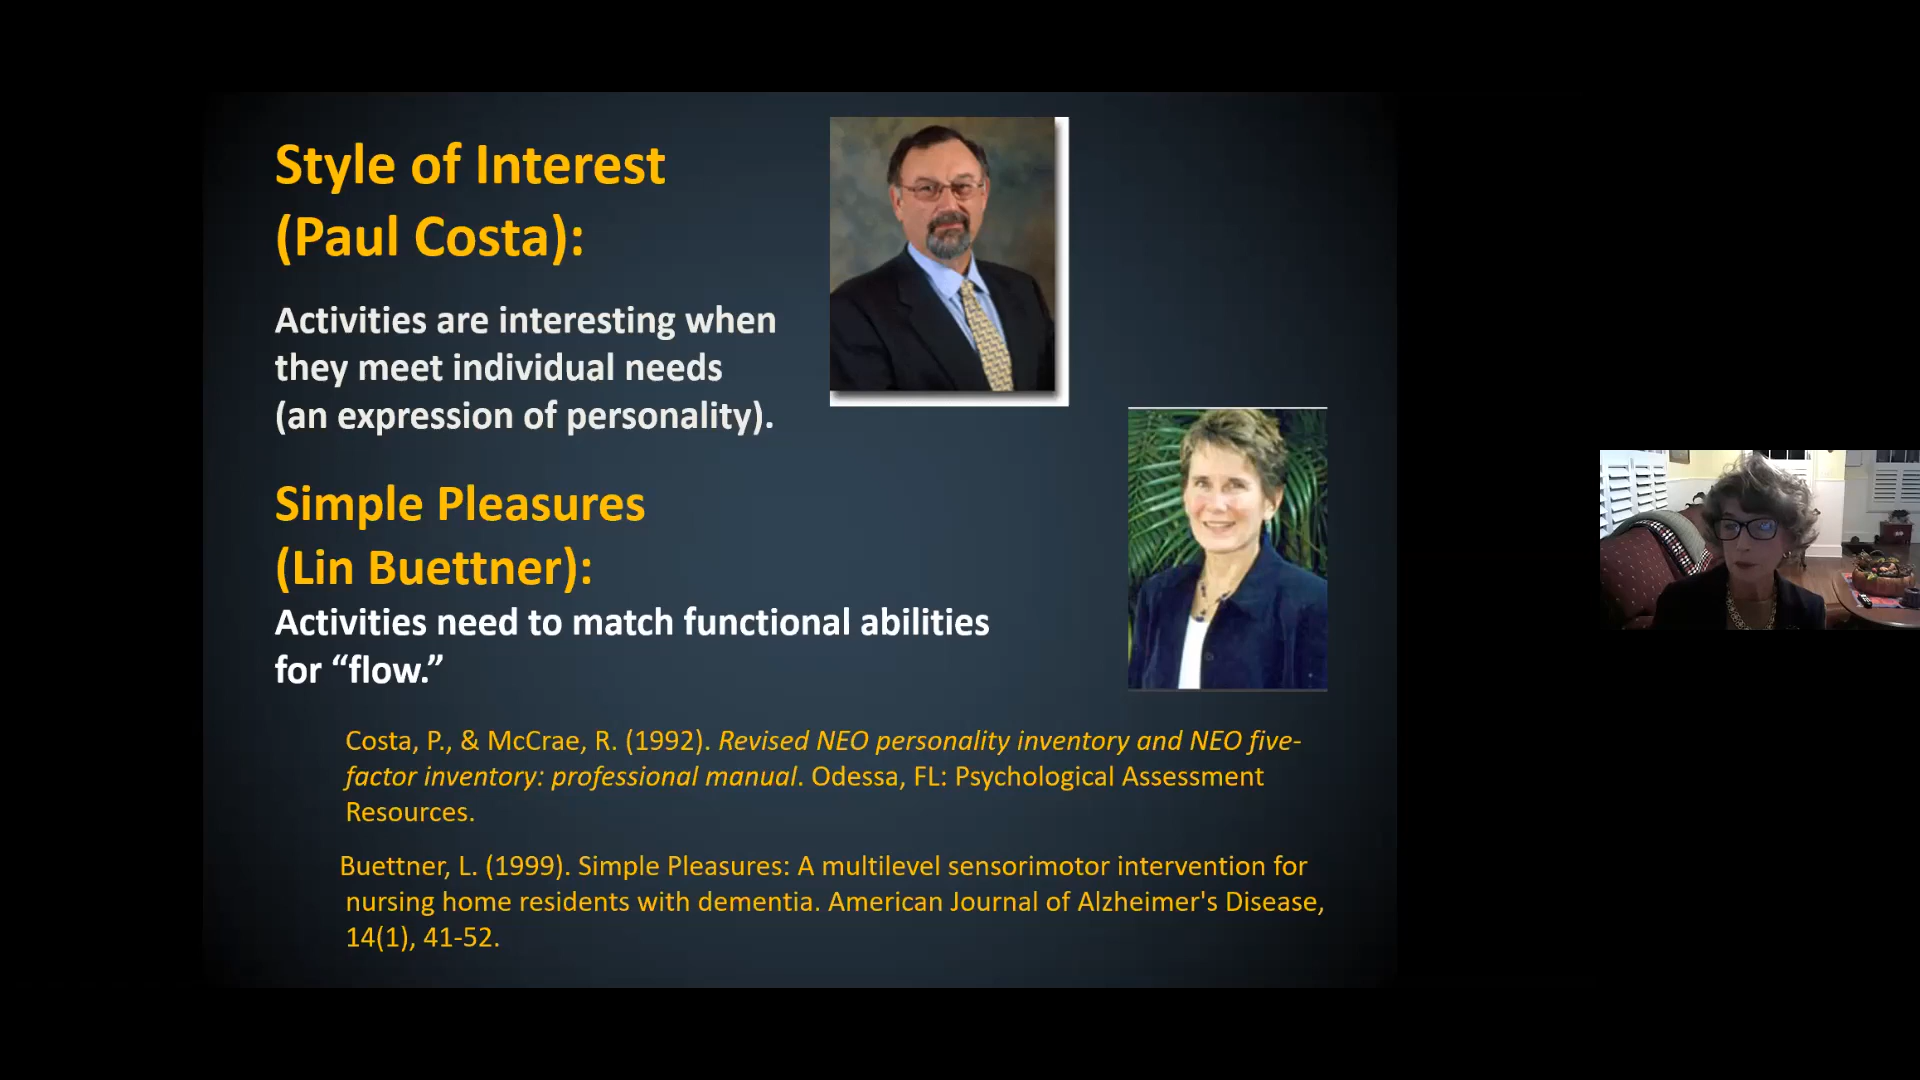 Style of Interest
(Paul Costa):
Activities are interesting when
they meet individual needs
(an expression of personality).
Simple Pleasures
(Lin Buettner):
Activities need to match functional abilities
for “flow.”
Costa, P., & McCrae, R. (1992). Revised NEO personality inventory and NEO five-
factor inventory: professional manual. Odessa, FL: Psychological Assessment
Resources.
Buettner, L. (1999). Simple Pleasures: A multilevel sensorimotor intervention for
nursing home residents with dementia. American Journal of Alzheimer's Disease,
14(1), 41-52.